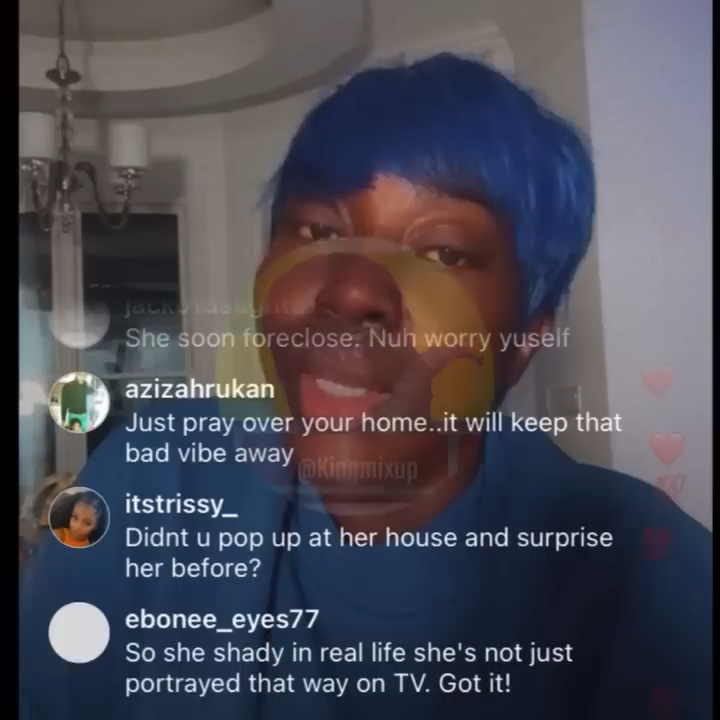 She soon foreclose. Nuh worry yuself
azizahrukan
Just pray over your home..it will keep that
bad vibe away
@Kingmixup
itstrissy_
Didnt u pop up at her house and surprise
her before?
ebonee_eyes77
So she shady in real life she's not just
portrayed that way on TV. Got it!